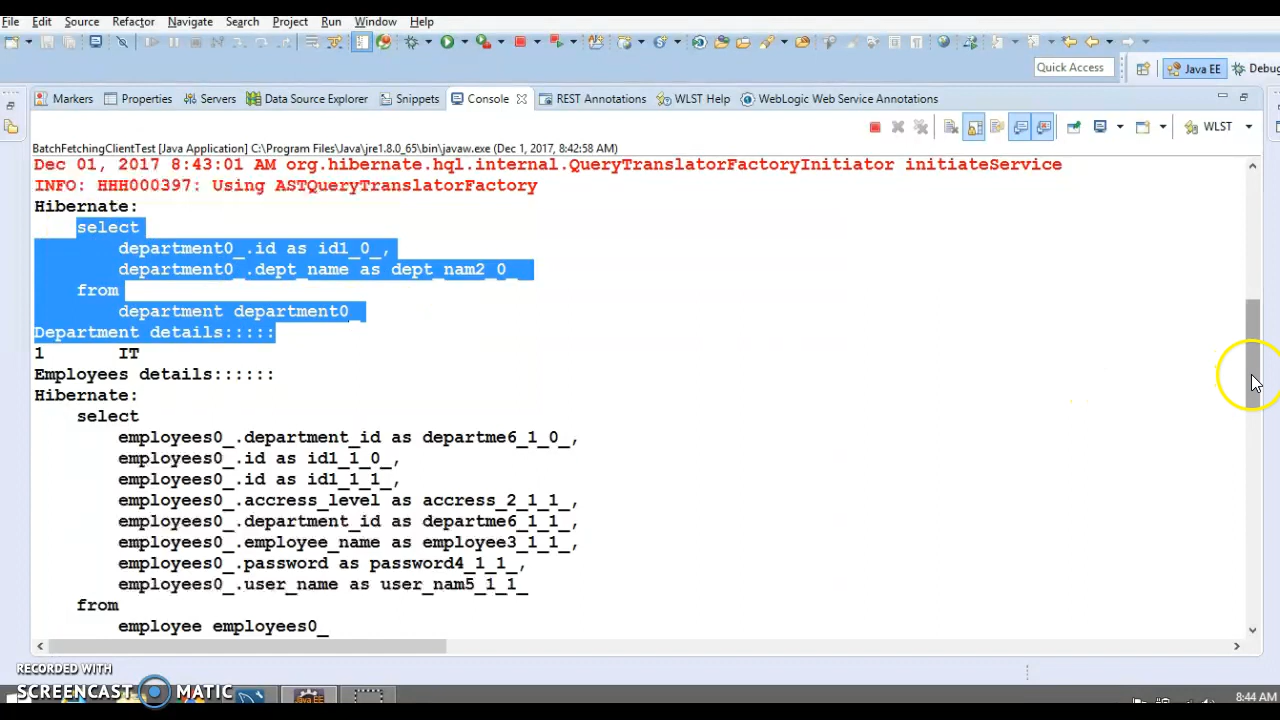 File Edit Source Refactor Navigate Search Project Run Window Help
Quick Access
Java EE
Debug
Markers Properties Servers Data Source Explorer Snippets Console REST Annotations WLST Help WebLogic Web Service Annotations
WLST
BatchFetchingClientTest [Java Application] C:\Program Files\Java\jre1.8.0_65\bin\javaw.exe (Dec 1, 2017, 8:42:58 AM)
Dec 01, 2017 8:43:01 AM org.hibernate.hql.internal.QueryTranslatorFactoryInitiator initiateService
INFO: HHH000397: Using ASTQueryTranslatorFactory
Hibernate:
select
department0_.id as id1_0_,
department0_.dept_name as dept_nam2_0_
from
department department0_
Department details:::::
1 IT
Employees details::::::
Hibernate:
select
employees0_.department_id as departme6_1_0_,
employees0_.id as id1_1_0_,
employees0_.id as id1_1_1_,
employees0_.accress_level as accress_2_1_1_,
employees0_.department_id as departme6_1_1_,
employees0_.employee_name as employee3_1_1_,
employees0_.password as password4_1_1_,
employees0_.user_name as user_nam5_1_1_
from
employee employees0_
RECORDED WITH
SCREENCAST MATIC
Java EE
8:44 AM